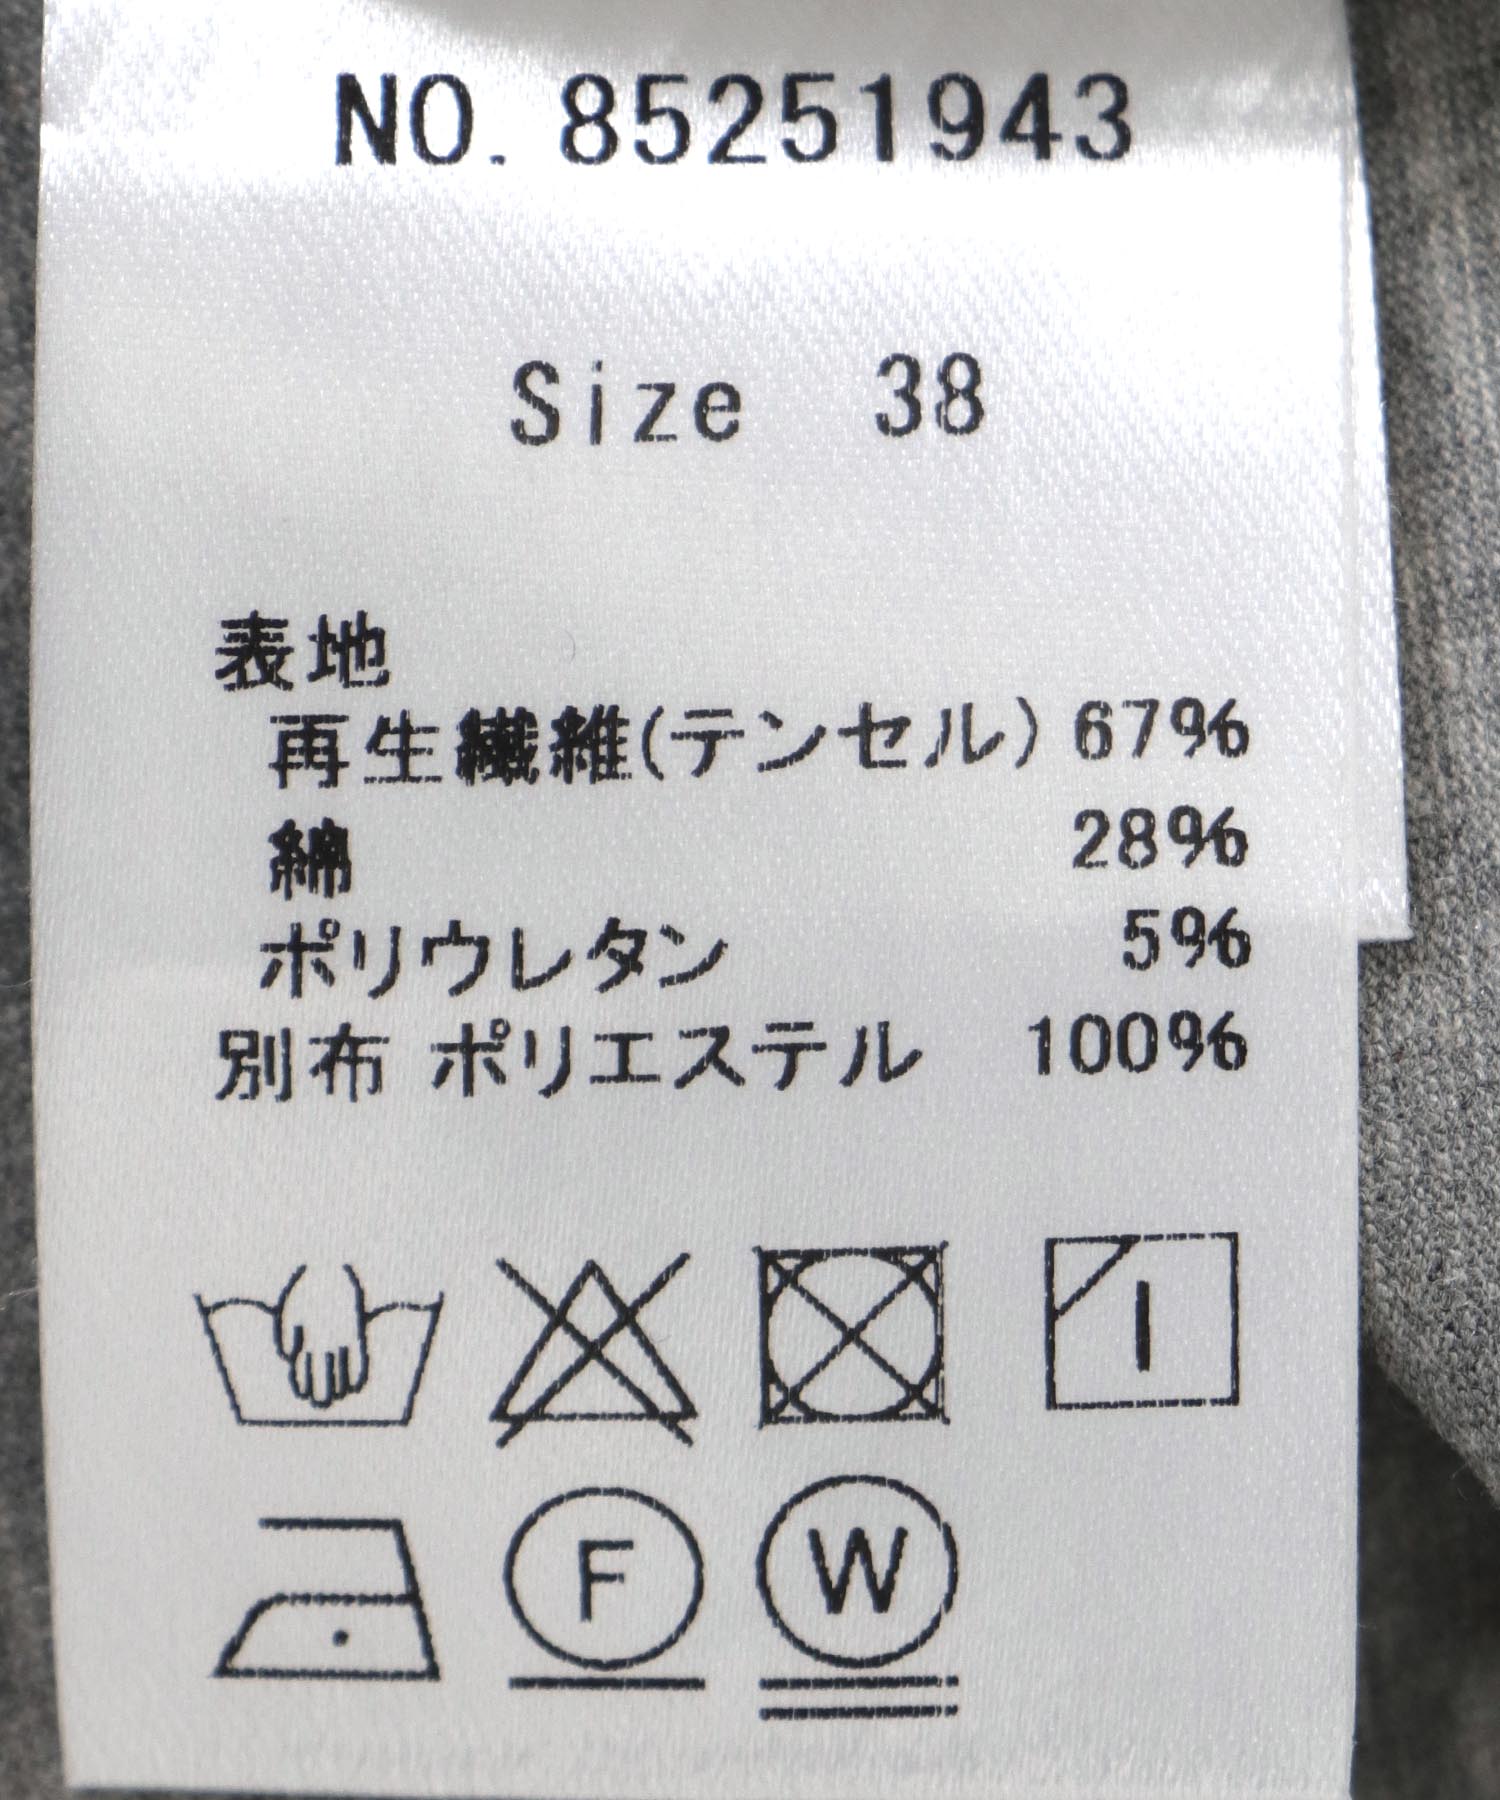 NO. 85251943
Size 38
表地
再生繊維(テンセル) 67%
綿 28%
ポリウレタン 5%
別布 ポリエステル 100%
F W